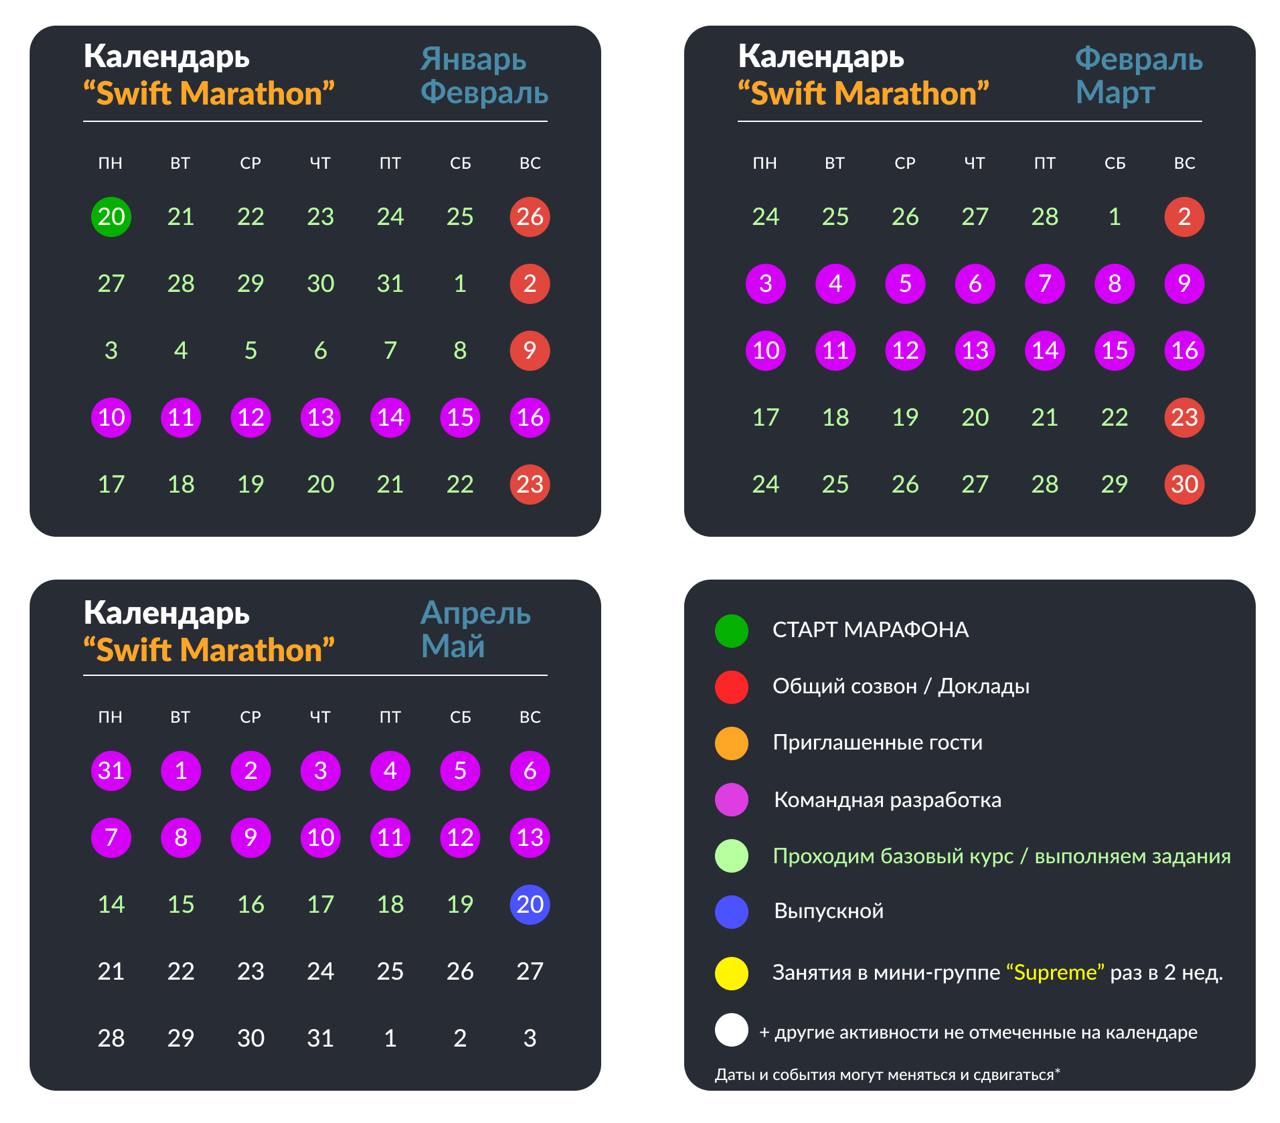 Календарь
“Swift Marathon”
Январь
Февраль
ПН ВТ СР ЧТ ПТ СБ ВС
20 21 22 23 24 25 26
27 28 29 30 31 1 2
3 4 5 6 7 8 9
10 11 12 13 14 15 16
17 18 19 20 21 22 23
Календарь
“Swift Marathon”
Февраль
Март
ПН ВТ СР ЧТ ПТ СБ ВС
24 25 26 27 28 1 2
3 4 5 6 7 8 9
10 11 12 13 14 15 16
17 18 19 20 21 22 23
24 25 26 27 28 29 30
Календарь
“Swift Marathon”
Апрель
Май
ПН ВТ СР ЧТ ПТ СБ ВС
31 1 2 3 4 5 6
7 8 9 10 11 12 13
14 15 16 17 18 19 20
21 22 23 24 25 26 27
28 29 30 31 1 2 3
СТАРТ МАРАФОНА
Общий созвон / Доклады
Приглашенные гости
Командная разработка
Проходим базовый курс / выполняем задания
Выпускной
Занятия в мини-группе “Supreme” раз в 2 нед.
+ другие активности не отмеченные на календаре
Даты и события могут меняться и сдвигаться*